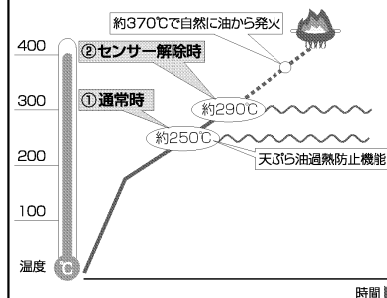 約370℃で自然に油から発火
400
②センサー解除時
300
①通常時
約290℃
約250℃
200
天ぷら油過熱防止機能
100
温度
℃
時間